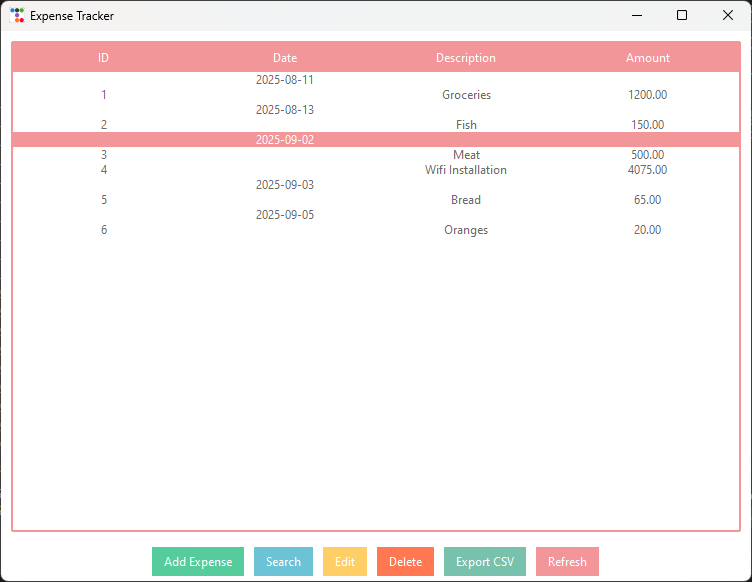 Expense Tracker
ID Date Description Amount
2025-08-11
1 Groceries 1200.00
2025-08-13
2 Fish 150.00
2025-09-02
3 Meat 500.00
4 Wifi Installation 4075.00
2025-09-03
5 Bread 65.00
2025-09-05
6 Oranges 20.00
Add Expense Search Edit Delete Export CSV Refresh